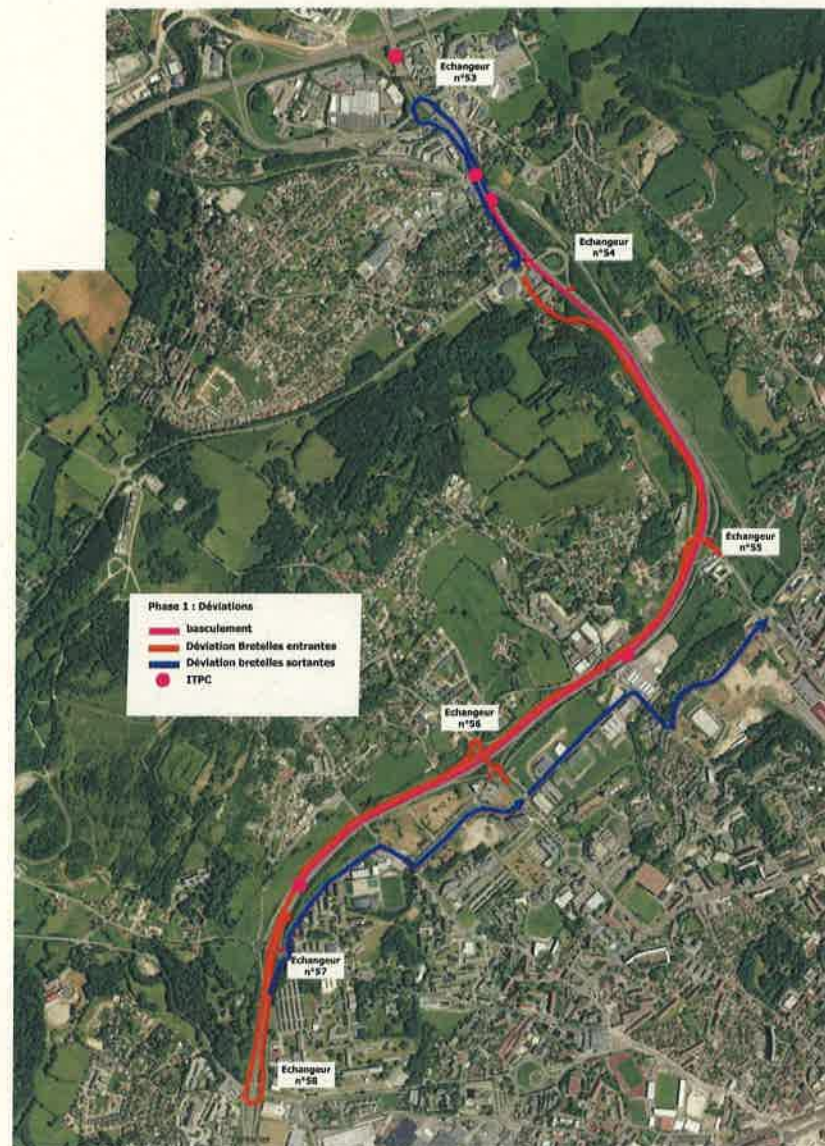 Echangeur
n°53
Echangeur
n°54
Echangeur
n°55
Phase 1 : Déviations
basculement
Déviation Bretelles entrantes
Déviation bretelles sortantes
ITPC
Echangeur
n°56
Echangeur
n°57
Echangeur
n°58